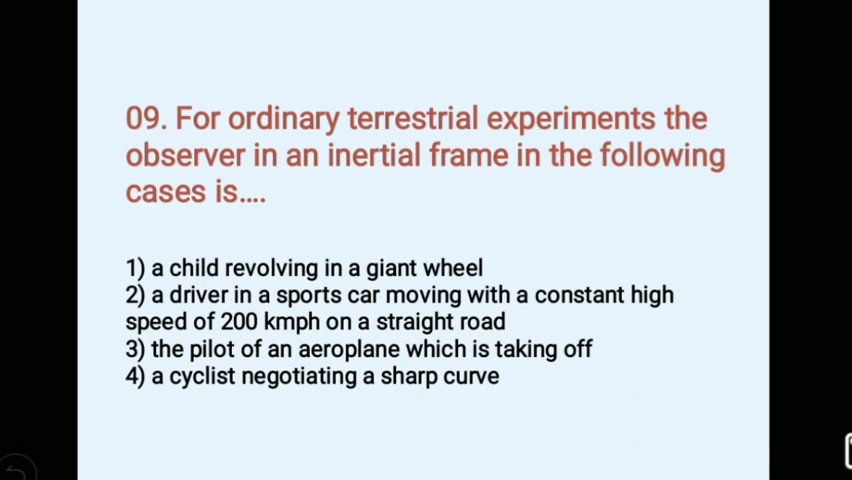 09. For ordinary terrestrial experiments the
observer in an inertial frame in the following
cases is....
1) a child revolving in a giant wheel
2) a driver in a sports car moving with a constant high
speed of 200 kmph on a straight road
3) the pilot of an aeroplane which is taking off
4) a cyclist negotiating a sharp curve